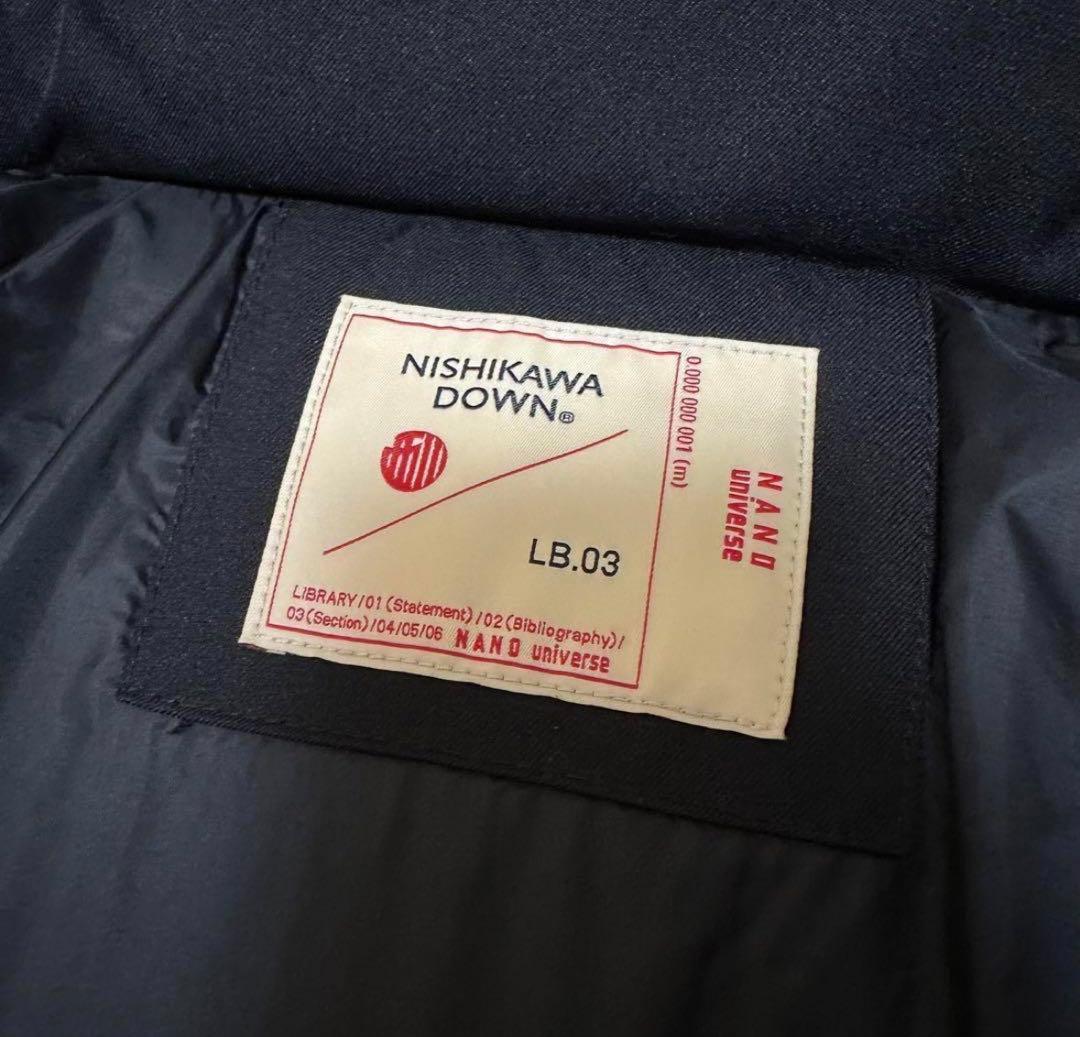 NISHIKAWA
DOWN®
LB.03
LIBRARY/01 (Statement)/02(Bibliography)/
03(Section)/04/05/06 NANO universe
0.000 000 001 (m)
NANO
universe